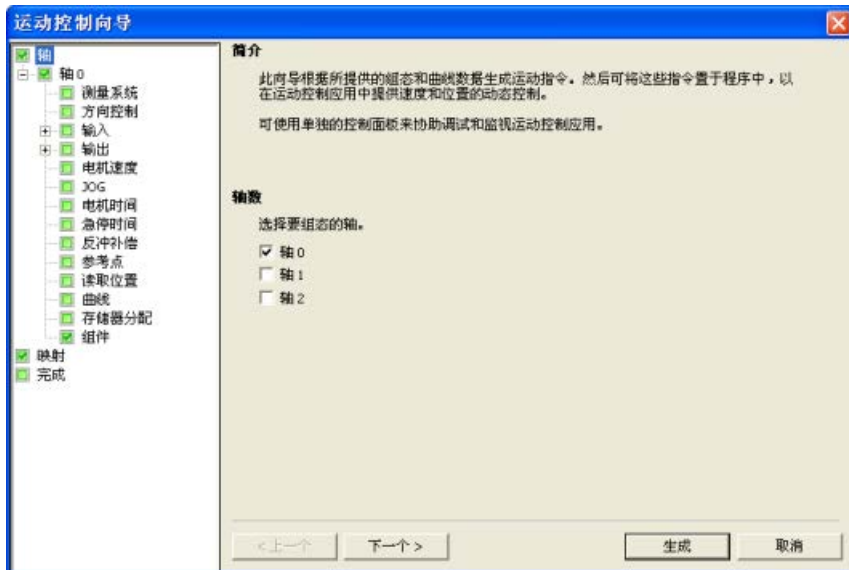 运动控制向导
轴
轴 0
测量系统
方向控制
输入
输出
电机速度
JOG
电机时间
急停时间
反冲补偿
参考点
读取位置
曲线
存储器分配
组件
映射
完成
简介
此向导根据所提供的组态和曲线数据生成运动指令。然后可将这些指令置于程序中，以
在运动控制应用中提供速度和位置的动态控制。
可使用单独的控制面板来协助调试和监视运动控制应用。
轴数
选择要组态的轴。
轴 0
轴 1
轴 2
<上一个
下一个 >
生成
取消